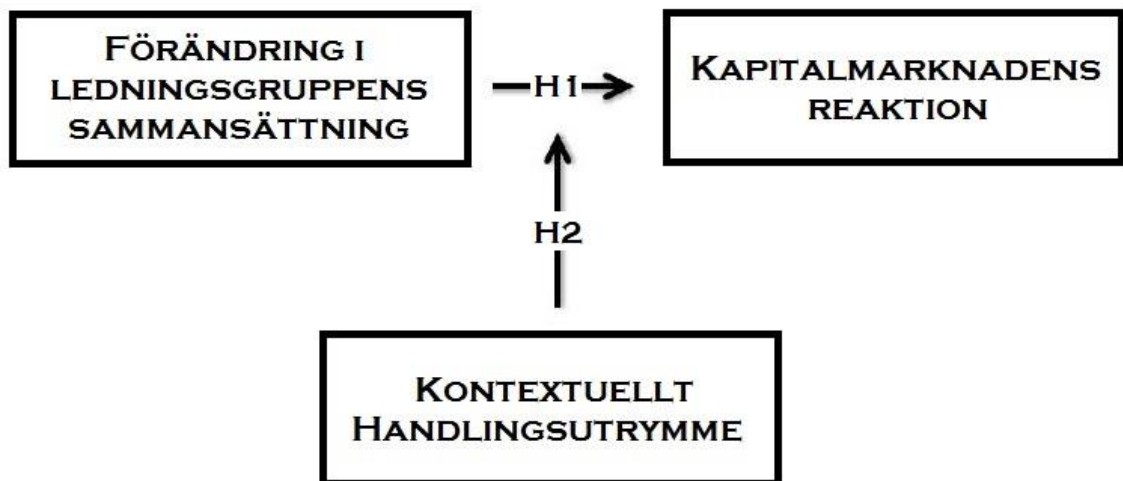 FÖRÄNDRING I
LEDNINGSGRUPPENS
SAMMANSÄTTNING
H1
KAPITALMARKNADENS
REAKTION
H2
KONTEXTUELLT
HANDLINGSUTRYMME